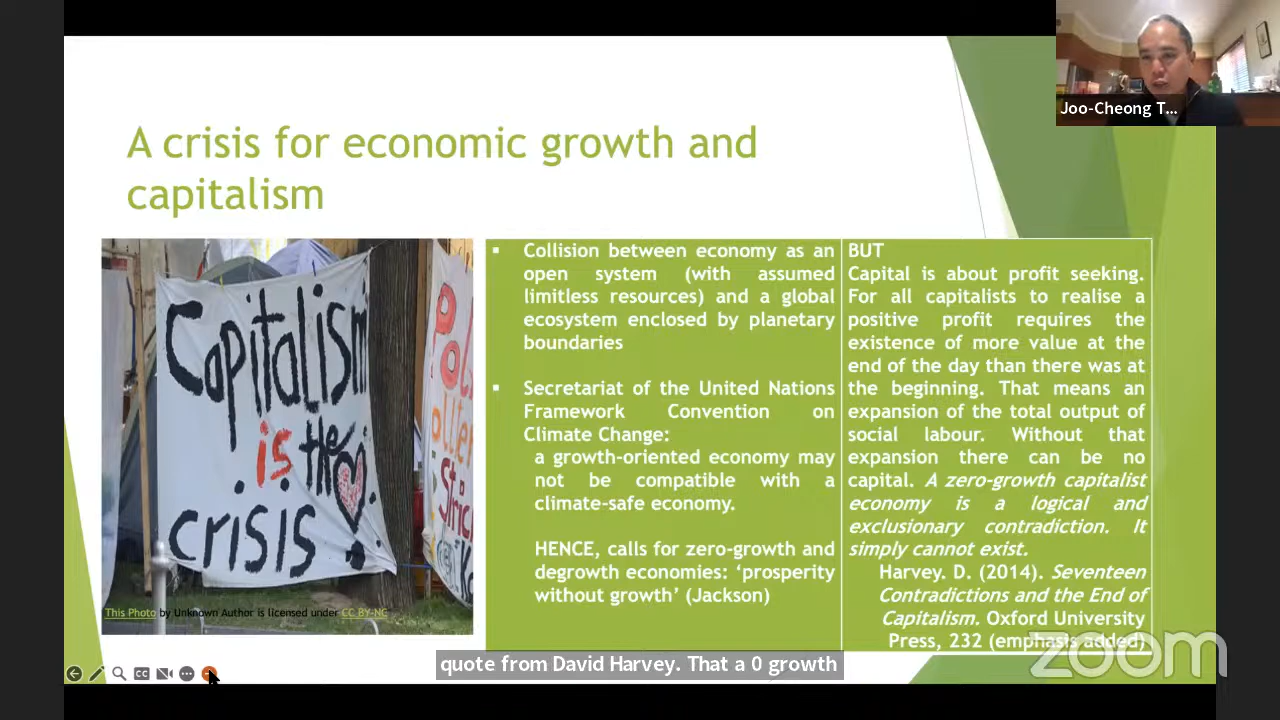 Joo-Cheong T...
A crisis for economic growth and
capitalism
Capitalism
is the
crisis
▪ Collision between economy as an
open system (with assumed
limitless resources) and a global
ecosystem enclosed by planetary
boundaries
▪ Secretariat of the United Nations
Framework Convention on
Climate Change:
a growth-oriented economy may
not be compatible with a
climate-safe economy.
HENCE, calls for zero-growth and
degrowth economies: ‘prosperity
without growth’ (Jackson)
BUT
Capital is about profit seeking.
For all capitalists to realise a
positive profit requires the
existence of more value at the
end of the day than there was at
the beginning. That means an
expansion of the total output of
social labour. Without that
expansion there can be no
capital. A zero-growth capitalist
economy is a logical and
exclusionary contradiction. It
simply cannot exist.
Harvey. D. (2014). Seventeen
Contradictions and the End of
Capitalism. Oxford University
Press, 232 (emphasis added)
This Photo by Unknown Author is licensed under CC BY-NC
CC
quote from David Harvey. That a 0 growth
zoom